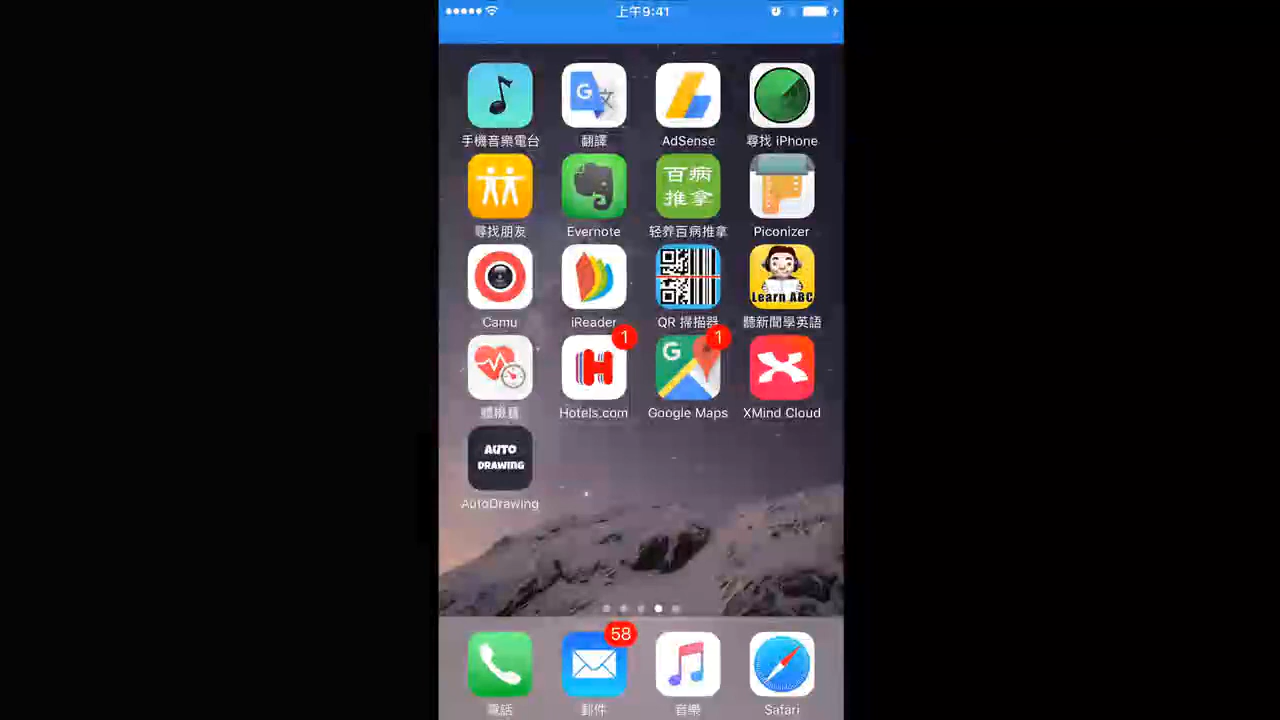 上午9:41
手機音樂電台
翻譯
AdSense
尋找 iPhone
百病
推拿
尋找朋友
Evernote
轻养百病推拿
Piconizer
Learn ABC
Camu
iReader
QR 掃描器
聽新聞學英語
1
1
H
G
Hotels.com
Google Maps
XMind Cloud
AUTO
DRAWING
AutoDrawing
58
電話
郵件
音樂
Safari